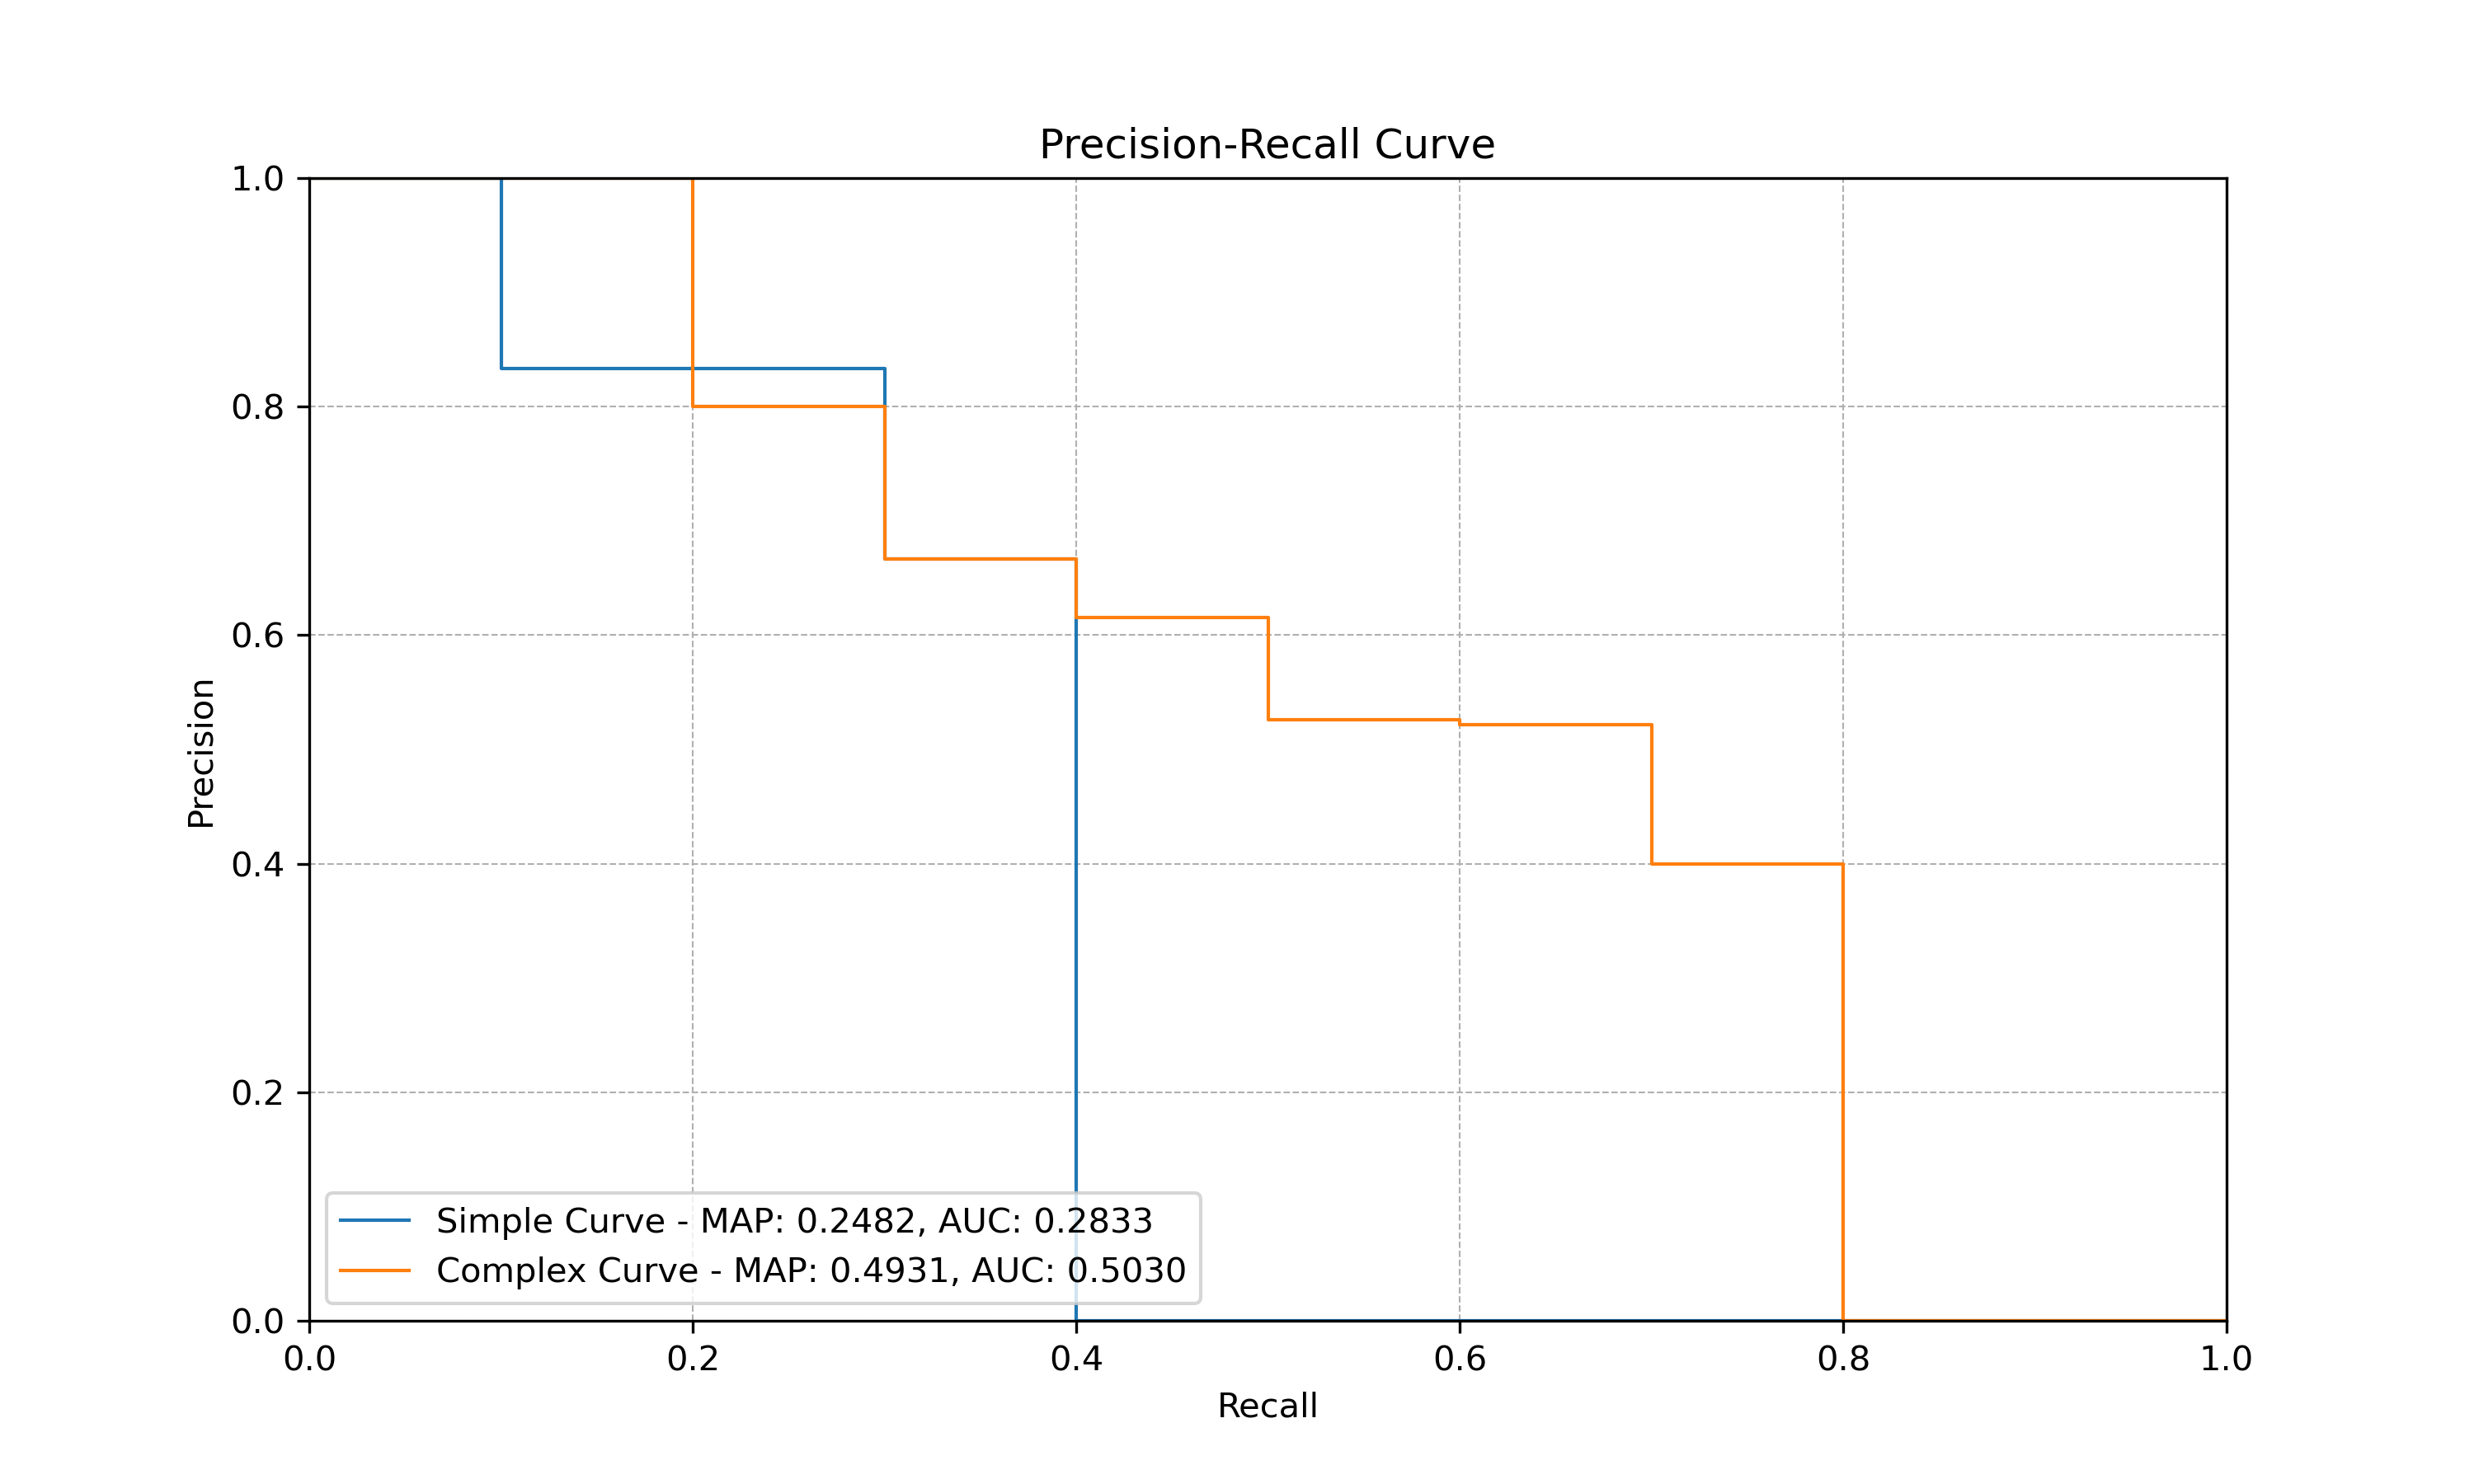 Precision-Recall Curve
1.0
0.8
0.6
0.4
0.2
0.0
Precision
Simple Curve - MAP: 0.2482, AUC: 0.2833
Complex Curve - MAP: 0.4931, AUC: 0.5030
0.0 0.2 0.4 0.6 0.8 1.0
Recall